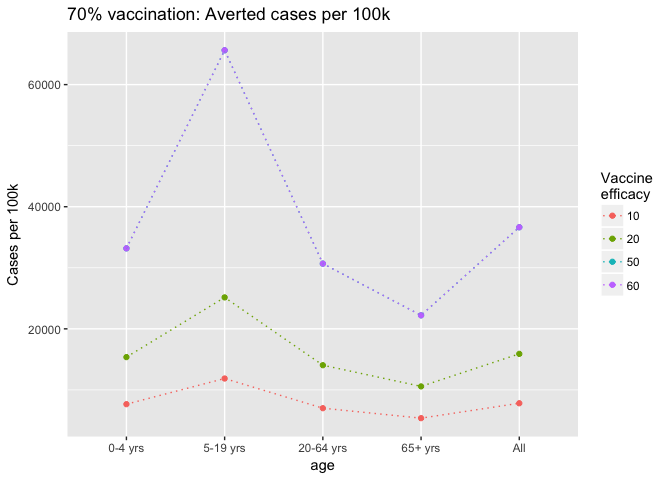 70% vaccination: Averted cases per 100k
Cases per 100k
60000
40000
20000
0-4 yrs
5-19 yrs
20-64 yrs
65+ yrs
All
age
Vaccine
efficacy
10
20
50
60